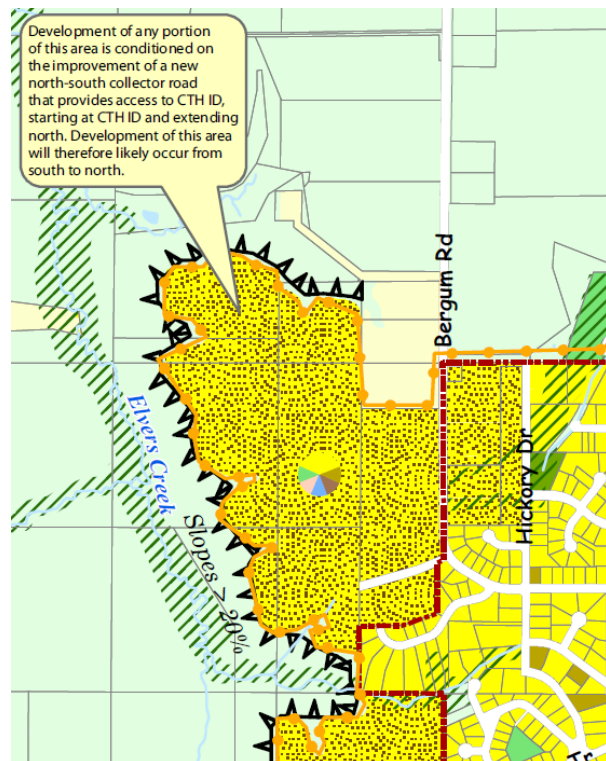 Development of any portion
of this area is conditioned on
the improvement of a new
north-south collector road
that provides access to CTH ID,
starting at CTH ID and extending
north. Development of this area
will therefore likely occur from
south to north.
Bergum Rd
Elvers Creek
Hickory Dr
Slopes > 20%
Tr